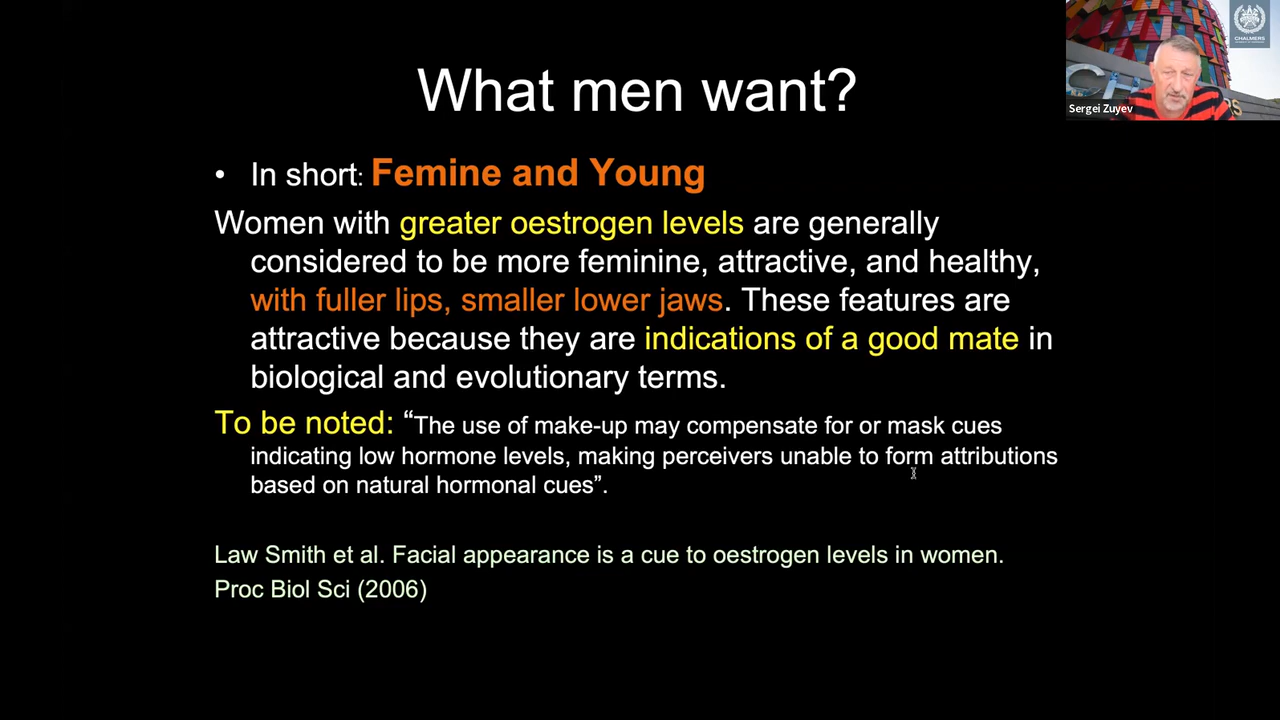 What men want?
• In short: Femine and Young
Women with greater oestrogen levels are generally
considered to be more feminine, attractive, and healthy,
with fuller lips, smaller lower jaws. These features are
attractive because they are indications of a good mate in
biological and evolutionary terms.
To be noted: “The use of make-up may compensate for or mask cues
indicating low hormone levels, making perceivers unable to form attributions
based on natural hormonal cues”.
Law Smith et al. Facial appearance is a cue to oestrogen levels in women.
Proc Biol Sci (2006)
CHALMERS
Sergei Zuyev